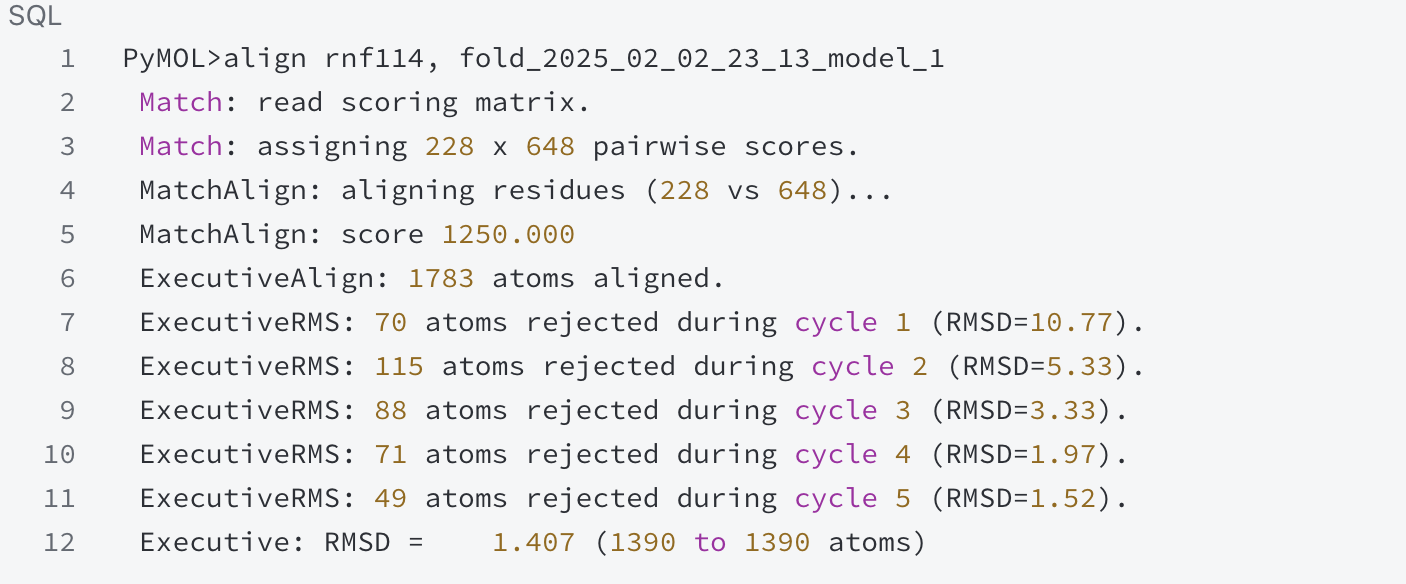 SQL
1 PyMOL>align rnf114, fold_2025_02_02_23_13_model_1
2 Match: read scoring matrix.
3 Match: assigning 228 x 648 pairwise scores.
4 MatchAlign: aligning residues (228 vs 648)...
5 MatchAlign: score 1250.000
6 ExecutiveAlign: 1783 atoms aligned.
7 ExecutiveRMS: 70 atoms rejected during cycle 1 (RMSD=10.77).
8 ExecutiveRMS: 115 atoms rejected during cycle 2 (RMSD=5.33).
9 ExecutiveRMS: 88 atoms rejected during cycle 3 (RMSD=3.33).
10 ExecutiveRMS: 71 atoms rejected during cycle 4 (RMSD=1.97).
11 ExecutiveRMS: 49 atoms rejected during cycle 5 (RMSD=1.52).
12 Executive: RMSD =    1.407 (1390 to 1390 atoms)